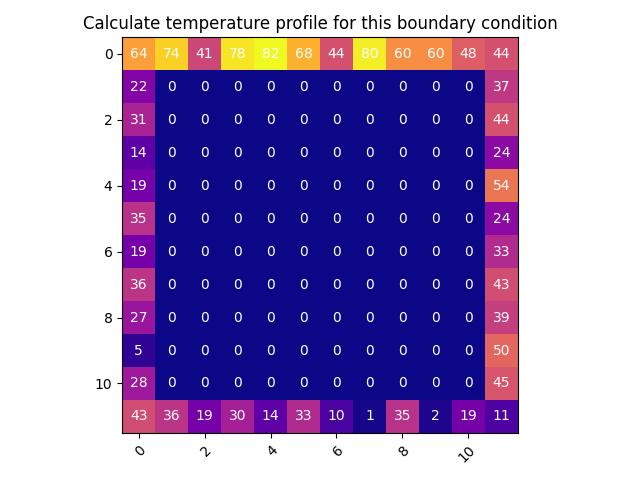 Calculate temperature profile for this boundary condition
0 64 74 41 78 82 68 44 80 60 60 48 44
22 0 0 0 0 0 0 0 0 0 0 37
2 31 0 0 0 0 0 0 0 0 0 0 44
14 0 0 0 0 0 0 0 0 0 0 24
4 19 0 0 0 0 0 0 0 0 0 0 54
35 0 0 0 0 0 0 0 0 0 0 24
6 19 0 0 0 0 0 0 0 0 0 0 33
36 0 0 0 0 0 0 0 0 0 0 43
8 27 0 0 0 0 0 0 0 0 0 0 39
5 0 0 0 0 0 0 0 0 0 0 50
10 28 0 0 0 0 0 0 0 0 0 0 45
43 36 19 30 14 33 10 1 35 2 19 11
0 2 4 6 8 10